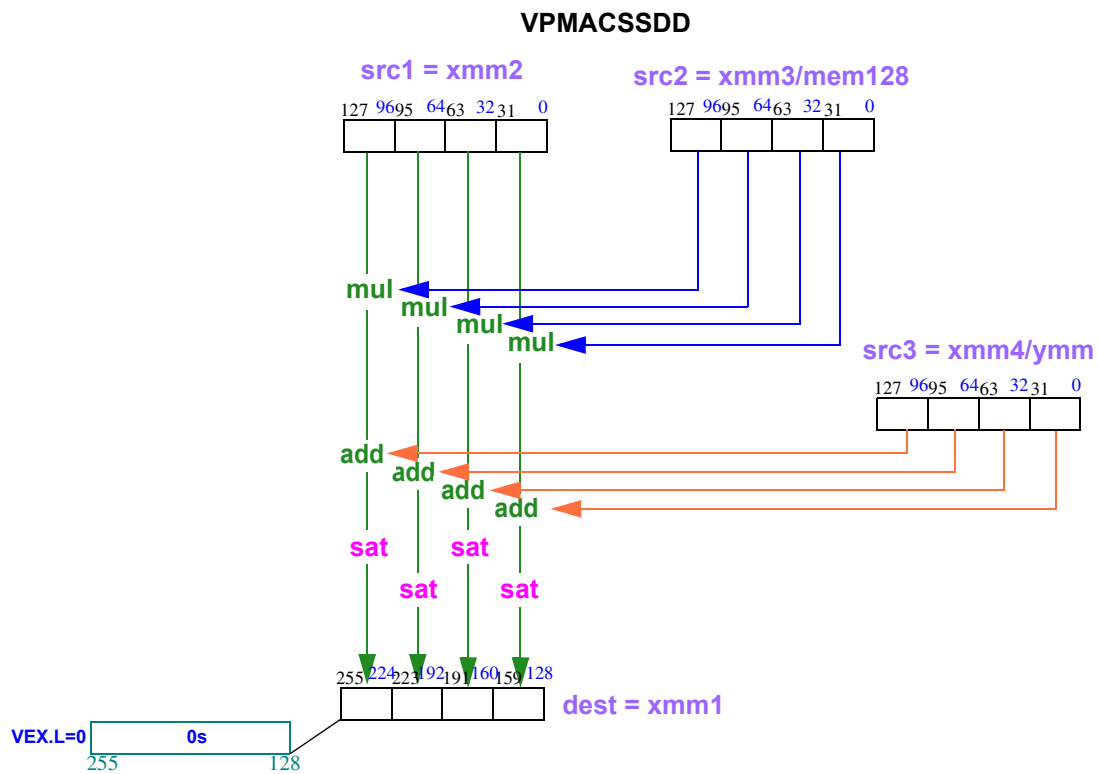 VPMACSSDD
src1 = xmm2
src2 = xmm3/mem128
127 96 95 64 63 32 31 0
127 96 95 64 63 32 31 0
mul
mul
mul
mul
src3 = xmm4/ymm
127 96 95 64 63 32 31 0
add
add
add
add
sat
sat
sat
sat
255 224 223 192 191 160 159 128
dest = xmm1
VEX.L=0
0s
255 128